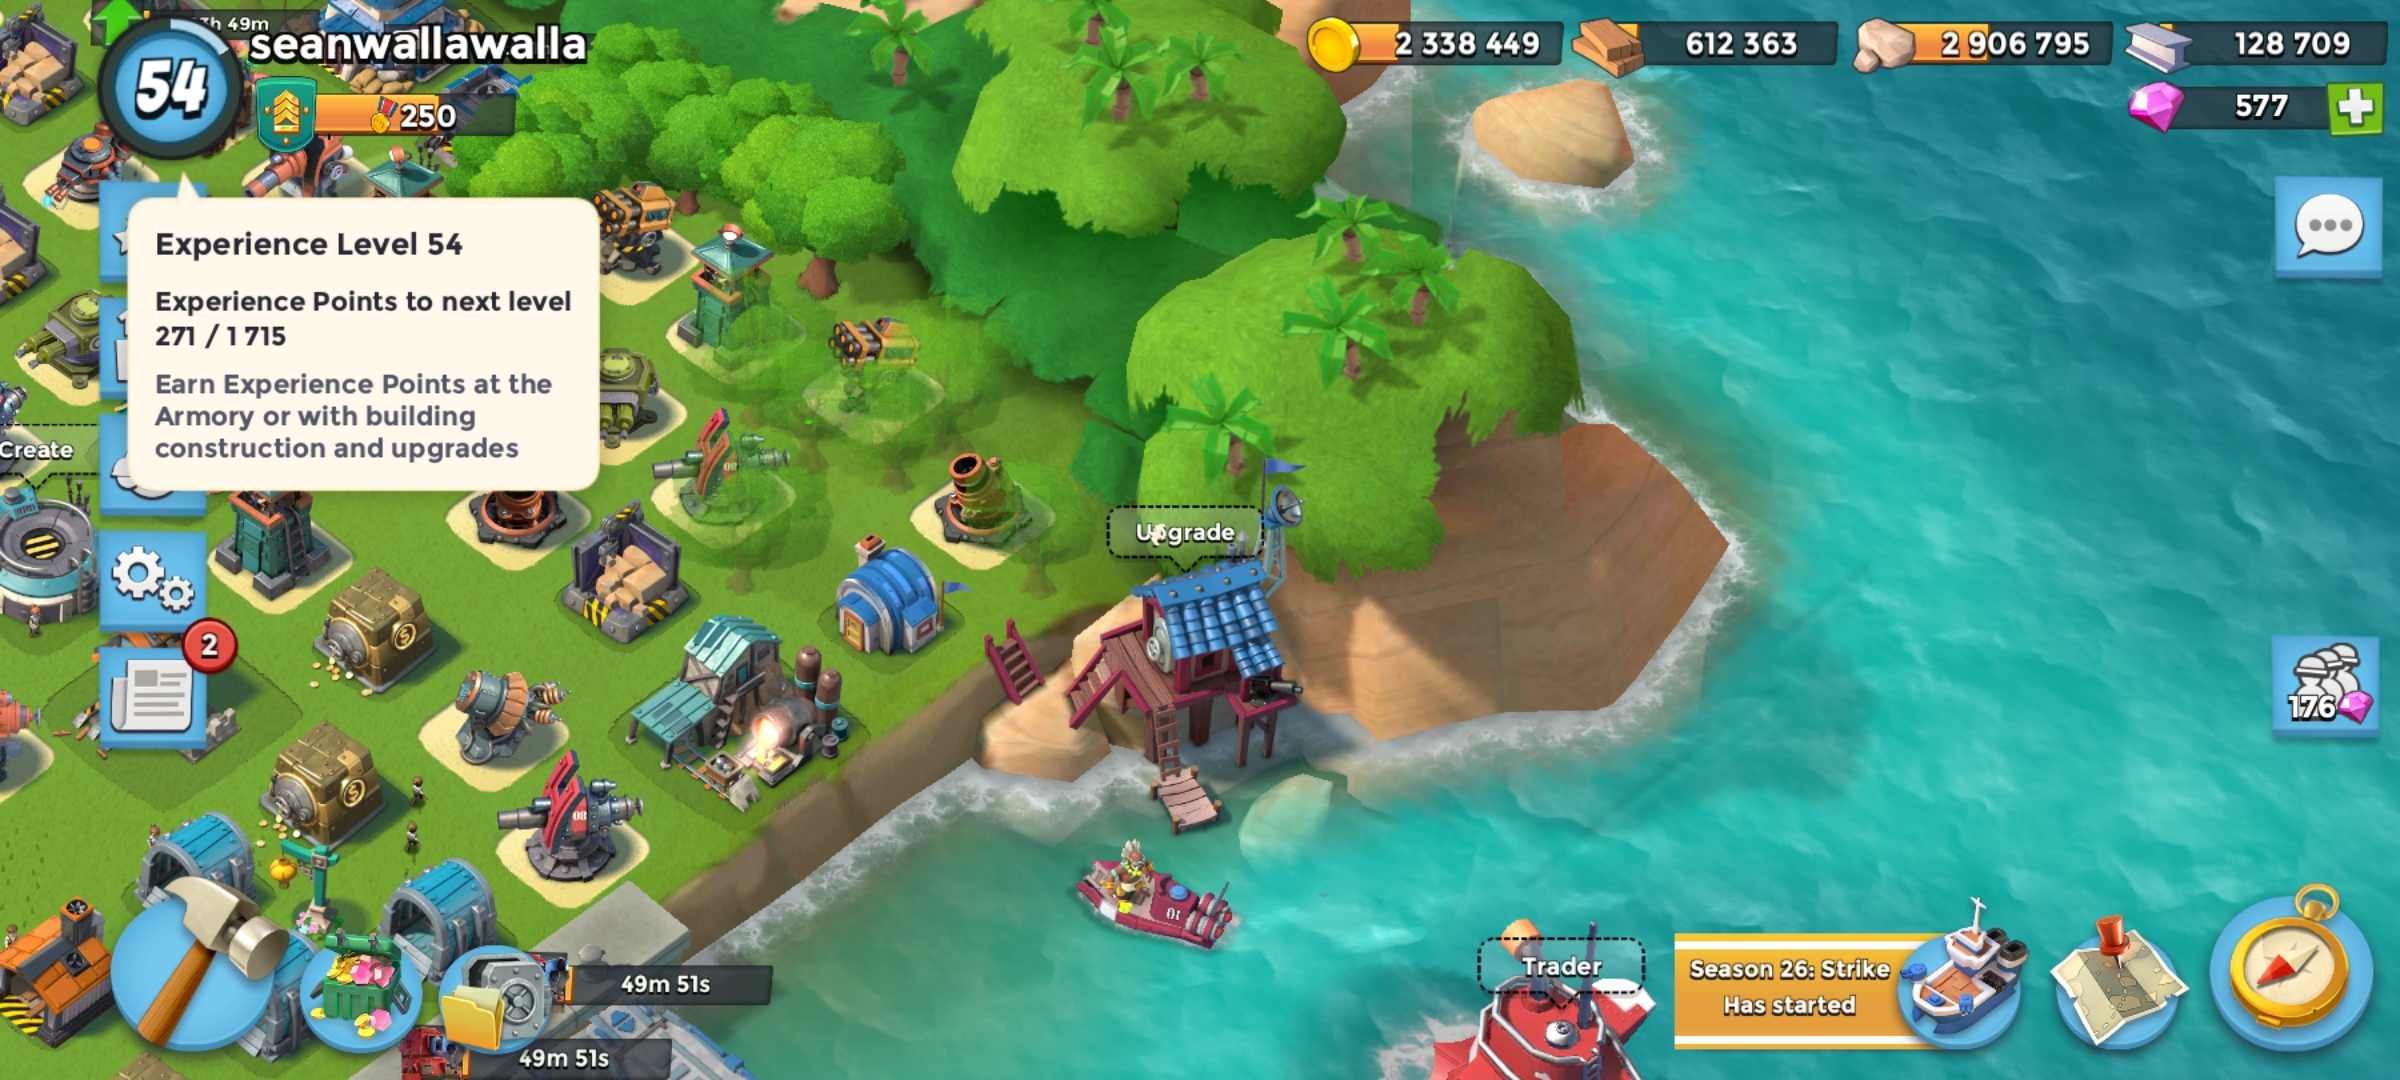 seanwallawalla
54
250
2 338 449
612 363
2 906 795
128 709
577
Experience Level 54
Experience Points to next level
271 / 1 715
Earn Experience Points at the
Armory or with building
construction and upgrades
Create
Upgrade
2
176
08
01
Trader
Season 26: Strike
Has started
49m 51s
49m 51s